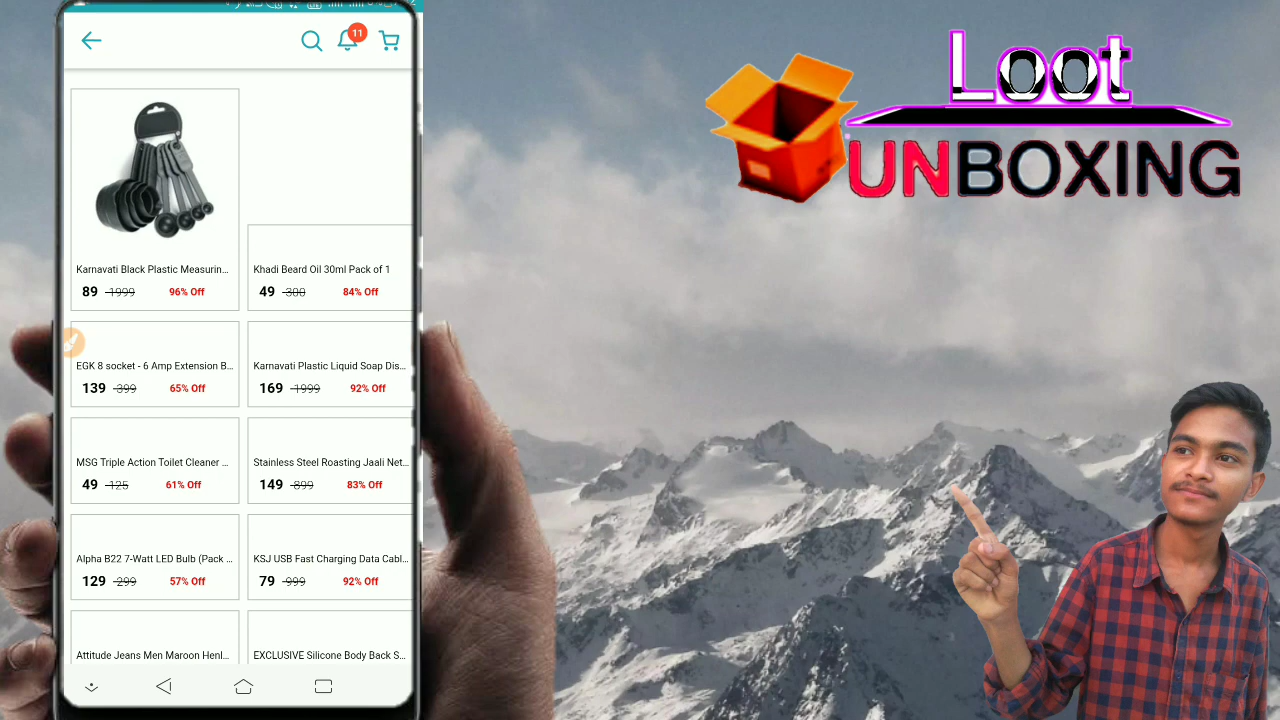 11
Karnavati Black Plastic Measurin...
89 1999 96% Off
Khadi Beard Oil 30ml Pack of 1
49 300 84% Off
EGK 8 socket - 6 Amp Extension B...
139 399 65% Off
Karnavati Plastic Liquid Soap Dis...
169 1999 92% Off
MSG Triple Action Toilet Cleaner ...
49 125 61% Off
Stainless Steel Roasting Jaali Net...
149 899 83% Off
Alpha B22 7-Watt LED Bulb (Pack ...
129 299 57% Off
KSJ USB Fast Charging Data Cabl...
79 999 92% Off
Attitude Jeans Men Maroon Henl...
EXCLUSIVE Silicone Body Back S...
Loot
UNBOXING